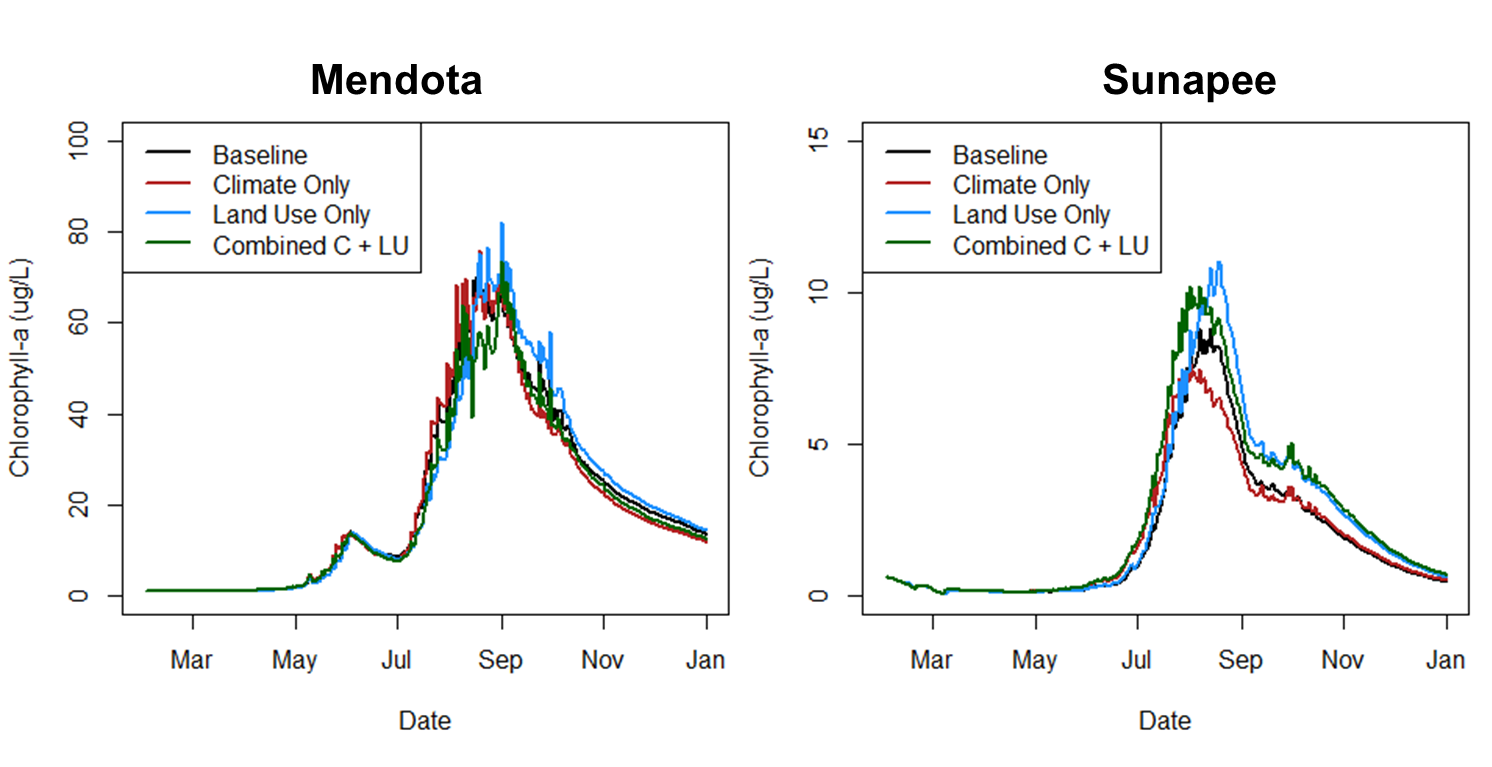 Mendota
Chlorophyll-a (ug/L)
100
80
60
40
20
0
Baseline
Climate Only
Land Use Only
Combined C + LU
Mar May Jul Sep Nov Jan
Date
Sunapee
Chlorophyll-a (ug/L)
15
10
5
0
Baseline
Climate Only
Land Use Only
Combined C + LU
Mar May Jul Sep Nov Jan
Date